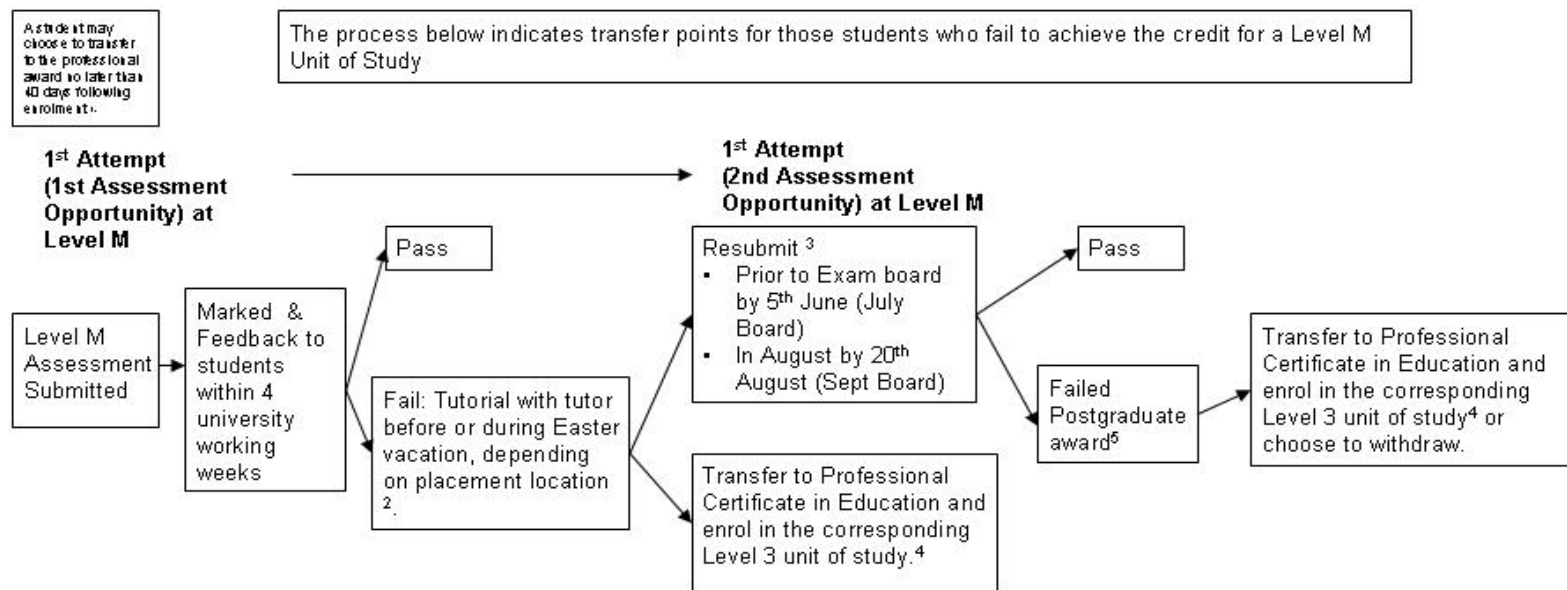 A student may
choose to transfer
to the professional
award no later than
40 days following
enrolment
The process below indicates transfer points for those students who fail to achieve the credit for a Level M
Unit of Study
1st Attempt
(1st Assessment
Opportunity) at
Level M
1st Attempt
(2nd Assessment
Opportunity) at Level M
Level M
Assessment
Submitted
Marked & 
Feedback to
students
within 4
university
working
weeks
Pass
Fail: Tutorial with tutor
before or during Easter
vacation, depending
on placement location
2.
Resubmit 3
▪ Prior to Exam board
by 5th June (July
Board)
▪ In August by 20th
August (Sept Board)
Transfer to Professional
Certificate in Education and
enrol in the corresponding
Level 3 unit of study.4
Pass
Failed
Postgraduate
award5
Transfer to Professional
Certificate in Education and
enrol in the corresponding
Level 3 unit of study4 or
choose to withdraw.